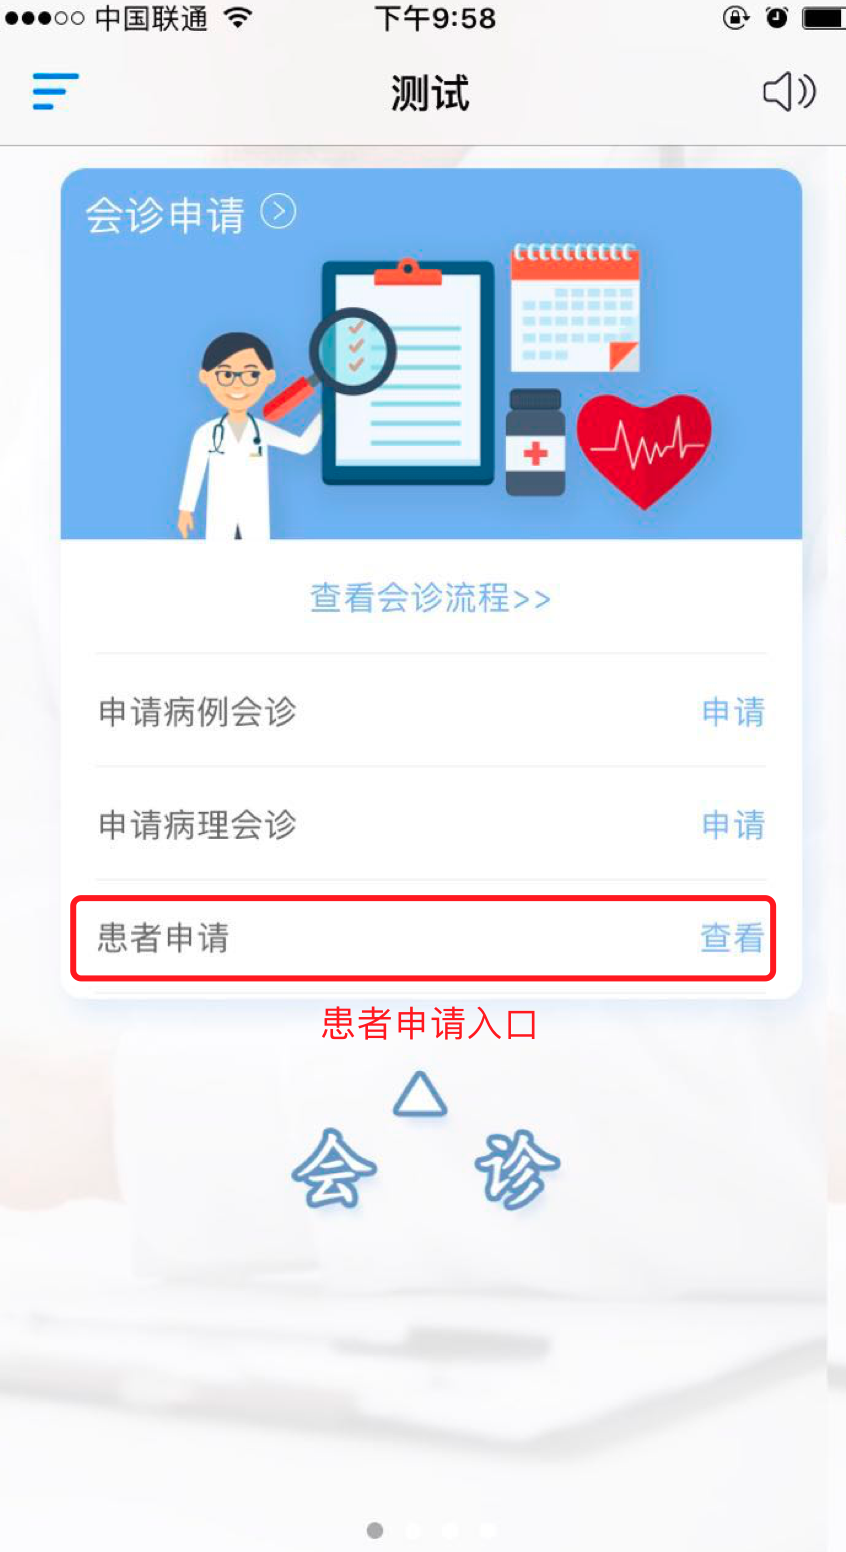 中国联通
下午9:58
测试
会诊申请
查看会诊流程>>
申请病例会诊 申请
申请病理会诊 申请
患者申请 查看
患者申请入口
会诊